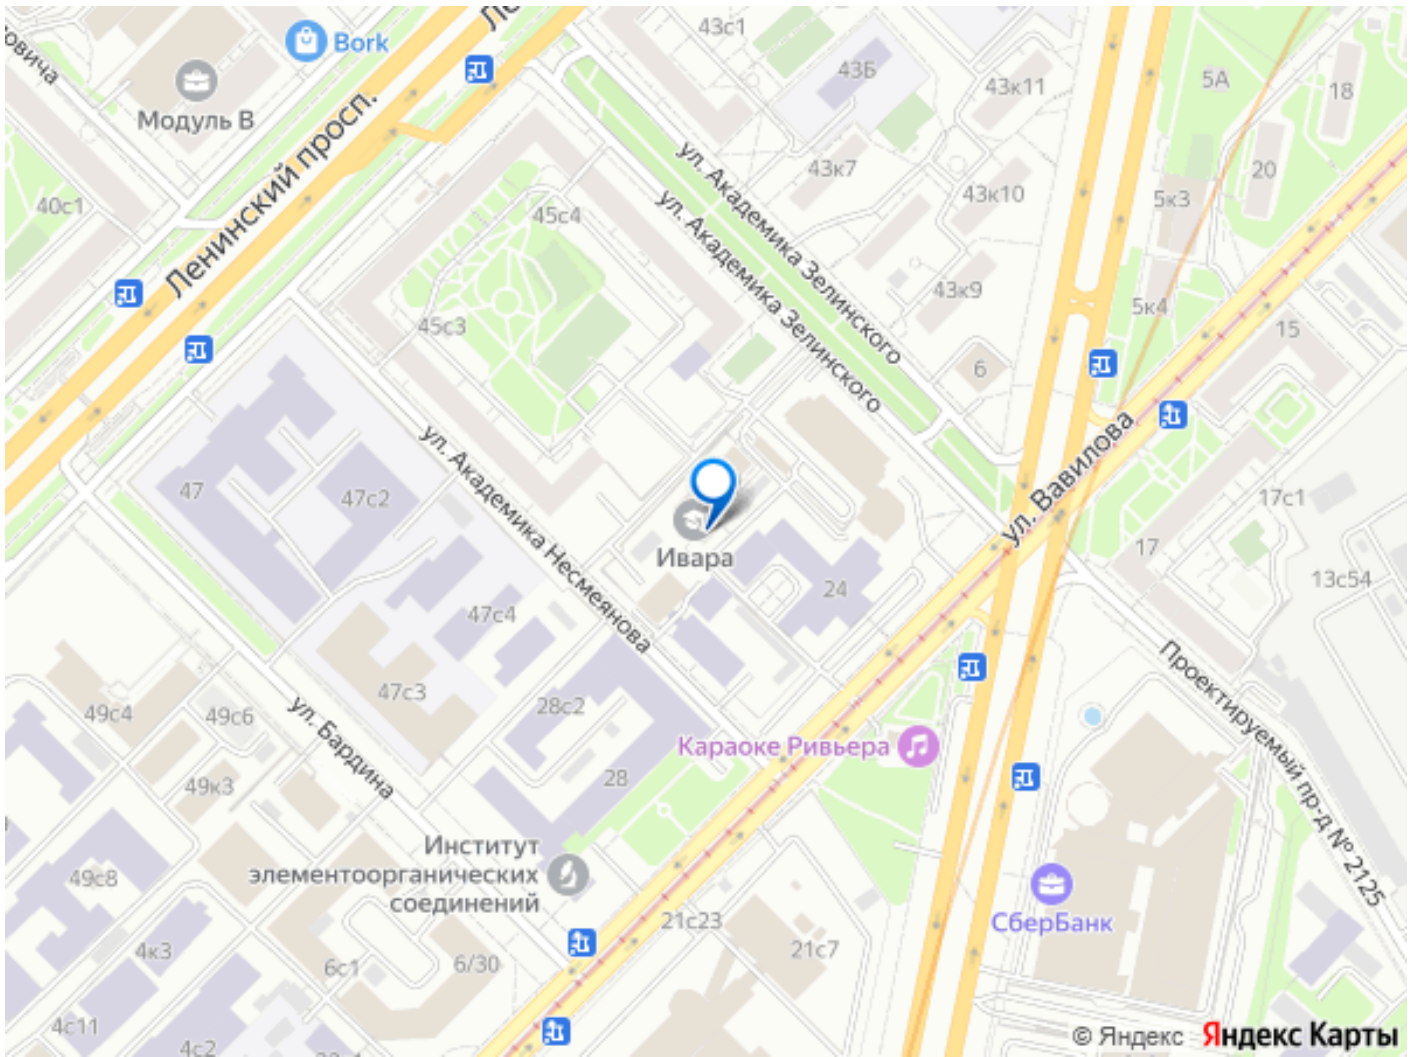 43с1
Bork
43Б
43к11
5А
18
Модуль В
Ленинский просп.
ул. Академика Зелинского
ул. Академика Зелинского
43к7
43к10
20
5к3
40с1
45с4
43к9
5к4
15
45с3
6
ул. Вавилова
ул. Академика Несмеянова
47
47с2
17с1
17
13с54
Ивара
24
47с4
47с3
28с2
49с4
49с6
ул. Бардина
Проектируемый пр-д № 2125
Караоке Ривьера
28
49к3
Институт
элементоорганических
соединений
49с8
СберБанк
21с23
21с7
4к3
6с1
6/30
4с11
4с2
© Яндекс
Яндекс Карты